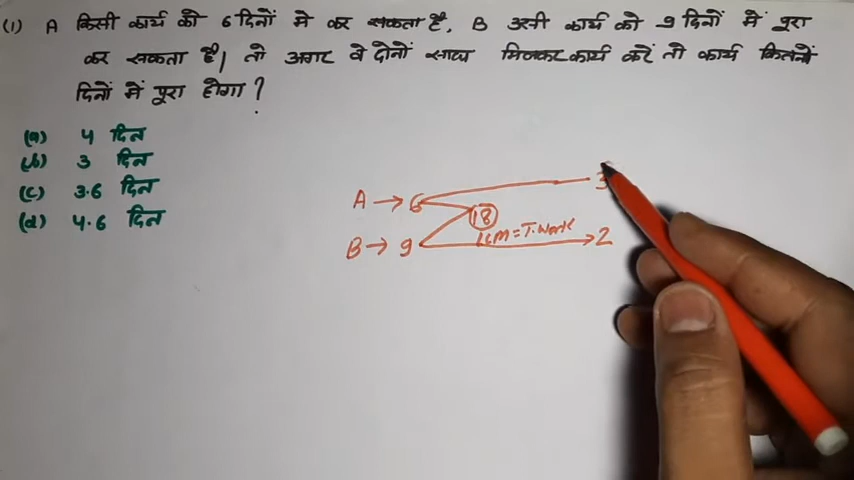 (1) A किसी कार्य को 6 दिनों मे कर सकता है, B उसी कार्य को 9 दिनों में पूरा
कर सकता है, तो अगर वे दोनों साथ मिलकर कार्य करें तो कार्य कितनों
दिनों में पूरा होगा ?
(a) 4 दिन
(b) 3 दिन
(c) 3.6 दिन
(d) 4.6 दिन
A → 6 3
18
B → 9 LCM = T.Work 2